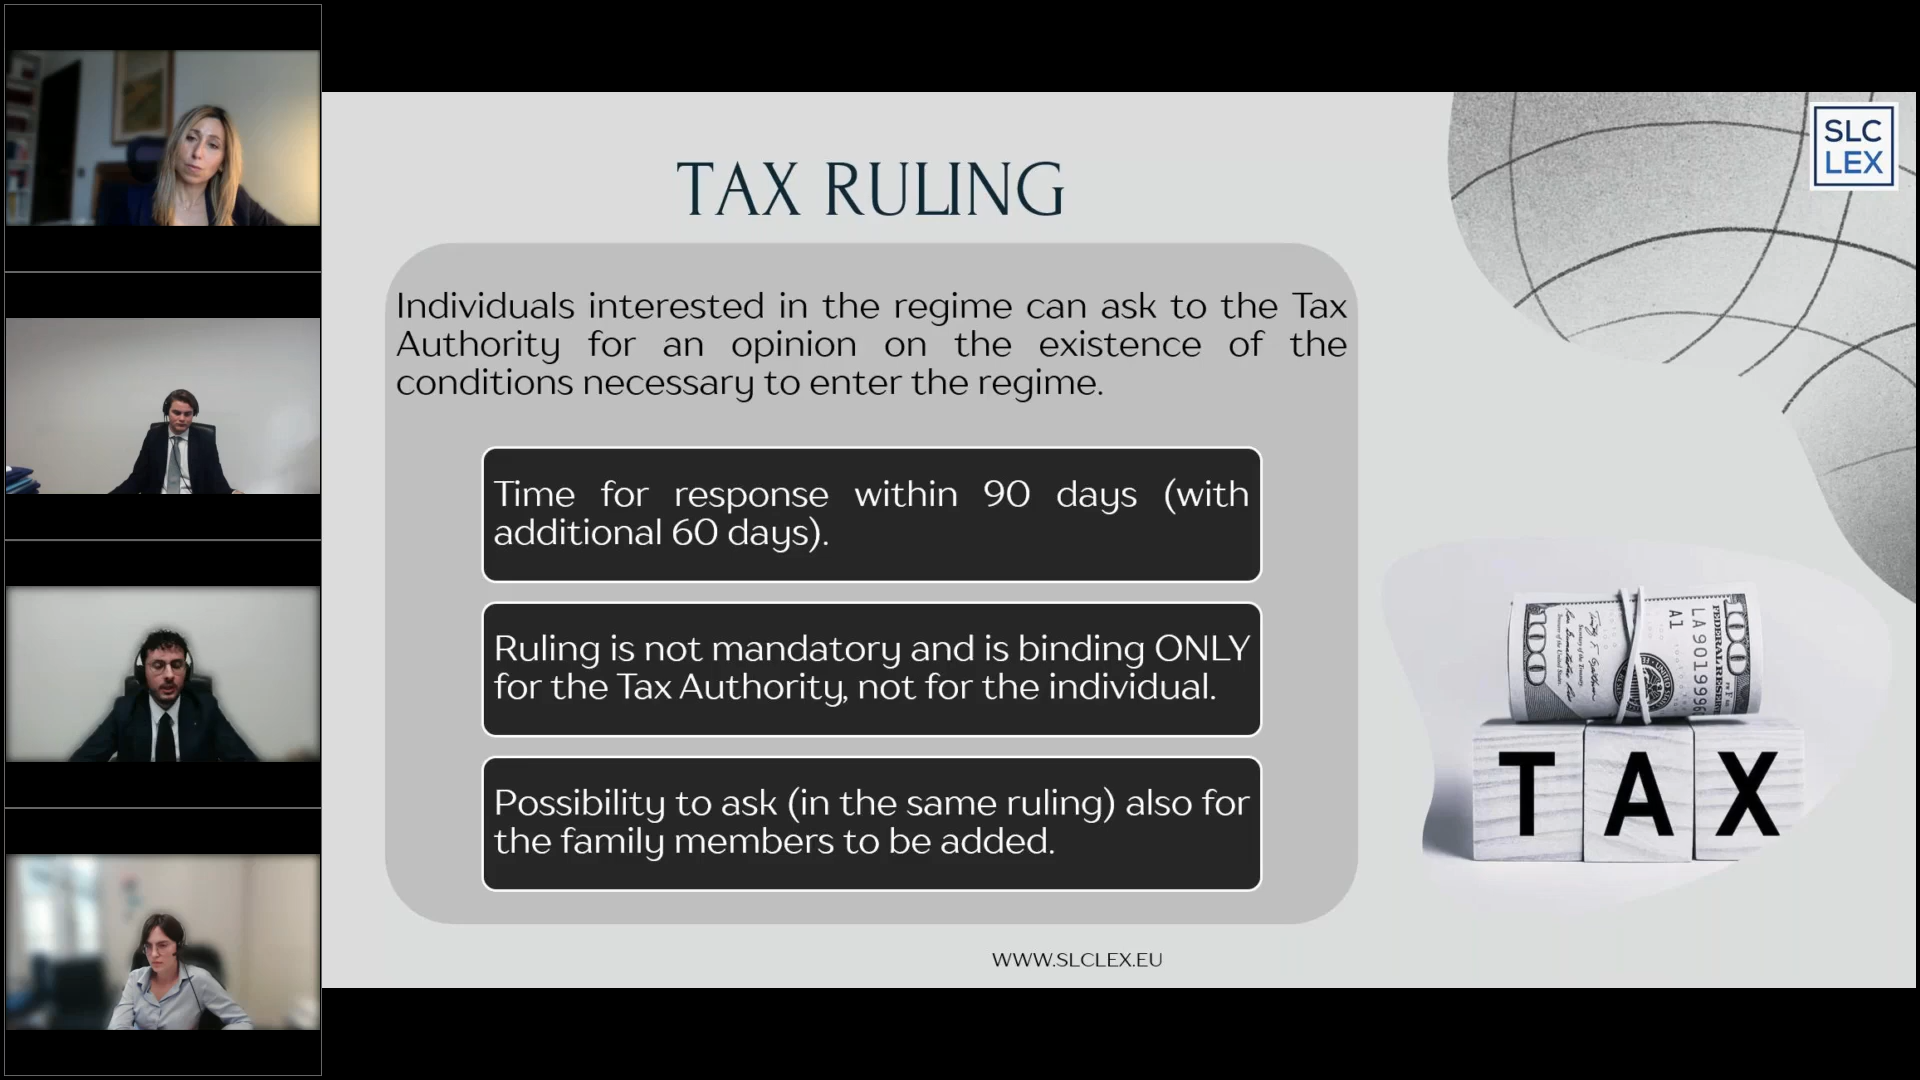 SLC
LEX
TAX RULING
Individuals interested in the regime can ask to the Tax
Authority for an opinion on the existence of the
conditions necessary to enter the regime.
Time for response within 90 days (with
additional 60 days).
Ruling is not mandatory and is binding ONLY
for the Tax Authority, not for the individual.
Possibility to ask (in the same ruling) also for
the family members to be added.
100
100
A1
TAX
WWW.SLCLEX.EU